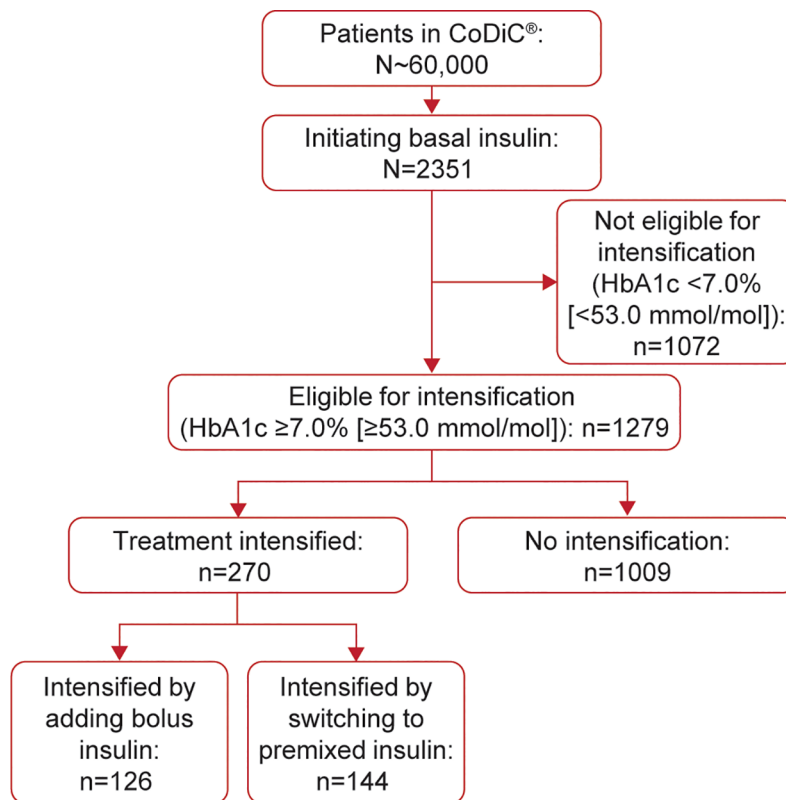 Patients in CoDiC®:
N~60,000
Initiating basal insulin:
N=2351
Not eligible for
intensification
(HbA1c <7.0%
[<53.0 mmol/mol]):
n=1072
Eligible for intensification
(HbA1c ≥7.0% [≥53.0 mmol/mol]): n=1279
Treatment intensified:
n=270
No intensification:
n=1009
Intensified by
adding bolus
insulin:
n=126
Intensified by
switching to
premixed insulin:
n=144